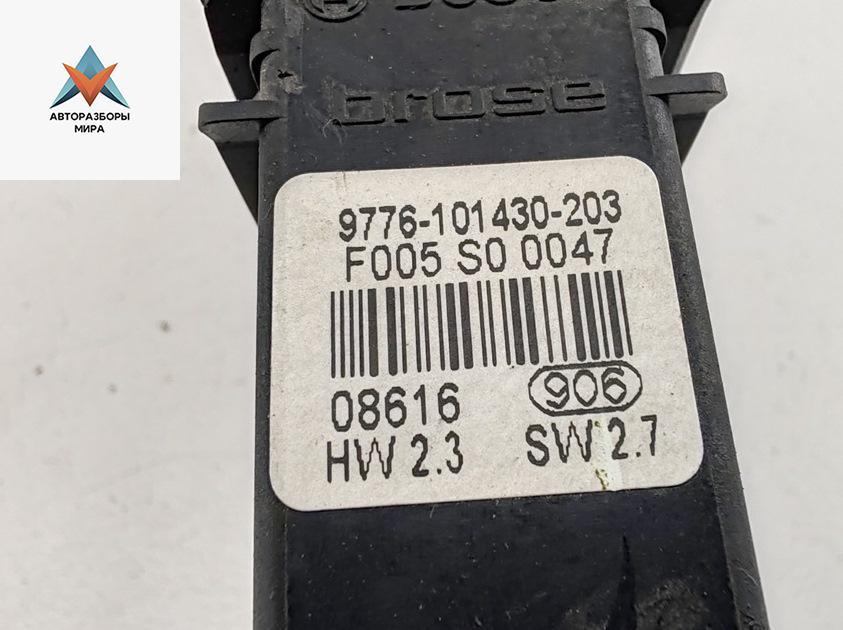 АВТОРАЗБОРЫ
МИРА
brose
9776-101430-203
F005 S0 0047
08616
906
HW 2.3
SW 2.7